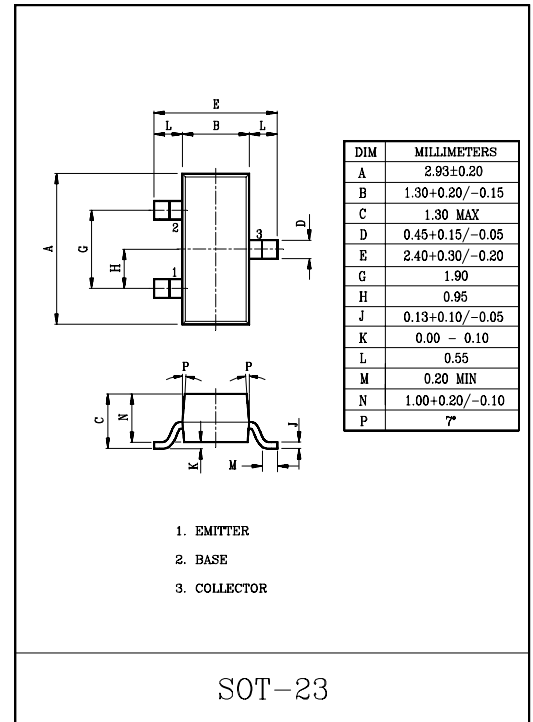 E
L B L
A
G
H
2
1
3
D
DIM MILLIMETERS
A 2.93±0.20
B 1.30+0.20/−0.15
C 1.30 MAX
D 0.45+0.15/−0.05
E 2.40+0.30/−0.20
G 1.90
H 0.95
J 0.13+0.10/−0.05
K 0.00 − 0.10
L 0.55
M 0.20 MIN
N 1.00+0.20/−0.10
P 7°
P P
C
N
K
M
J
1. EMITTER
2. BASE
3. COLLECTOR
SOT−23